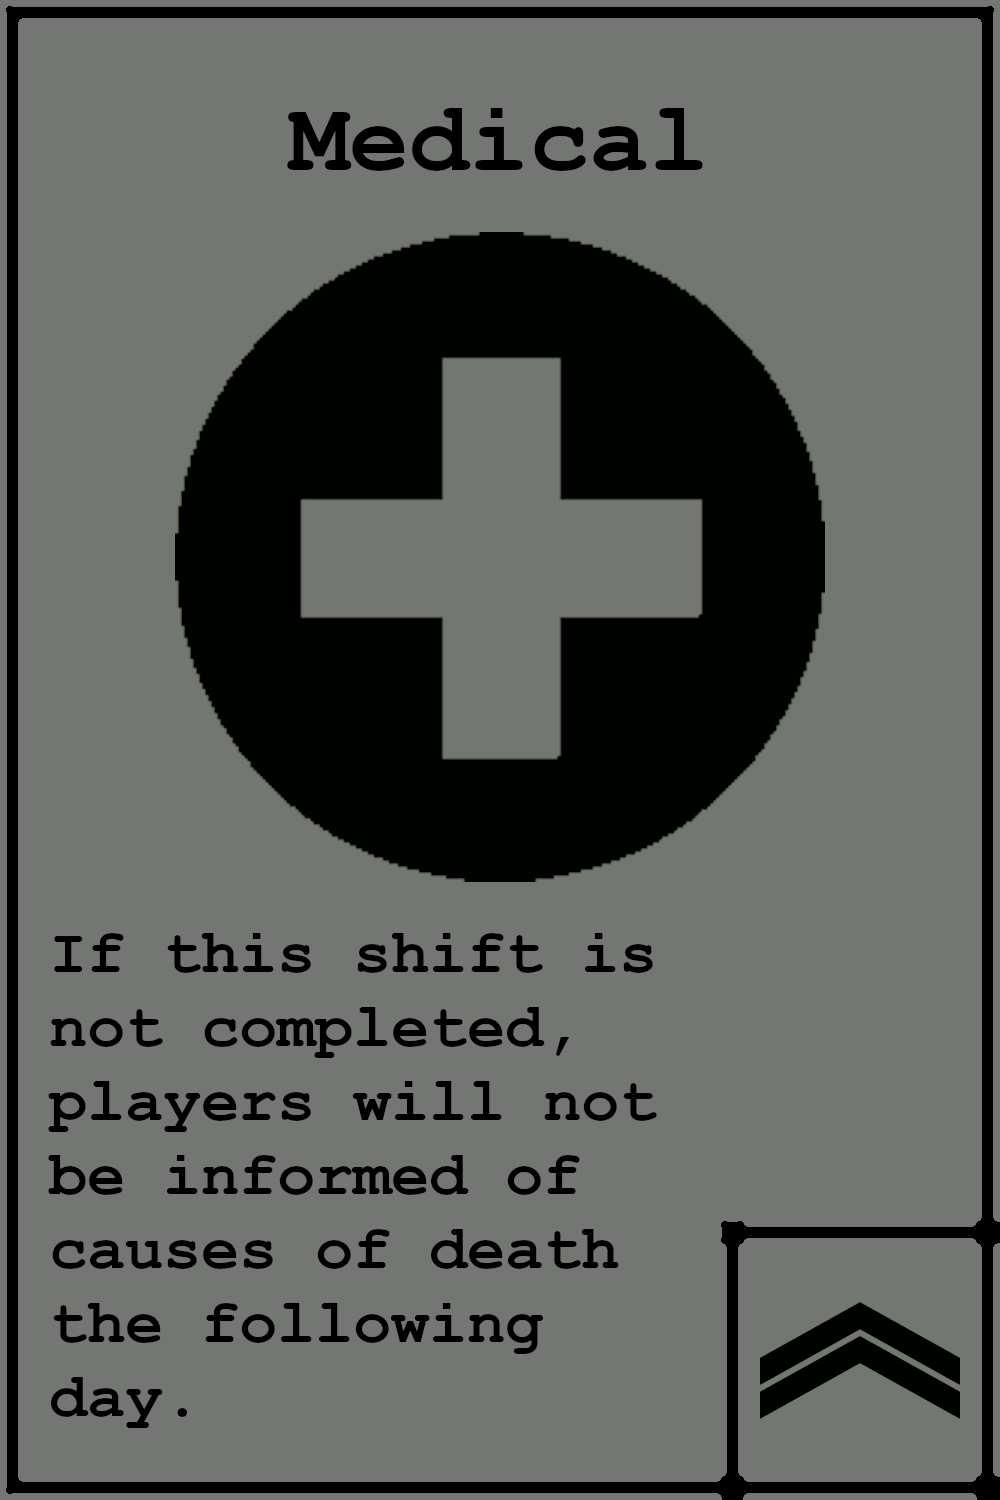 Medical
If this shift is
not completed,
players will not
be informed of
causes of death
the following
day.